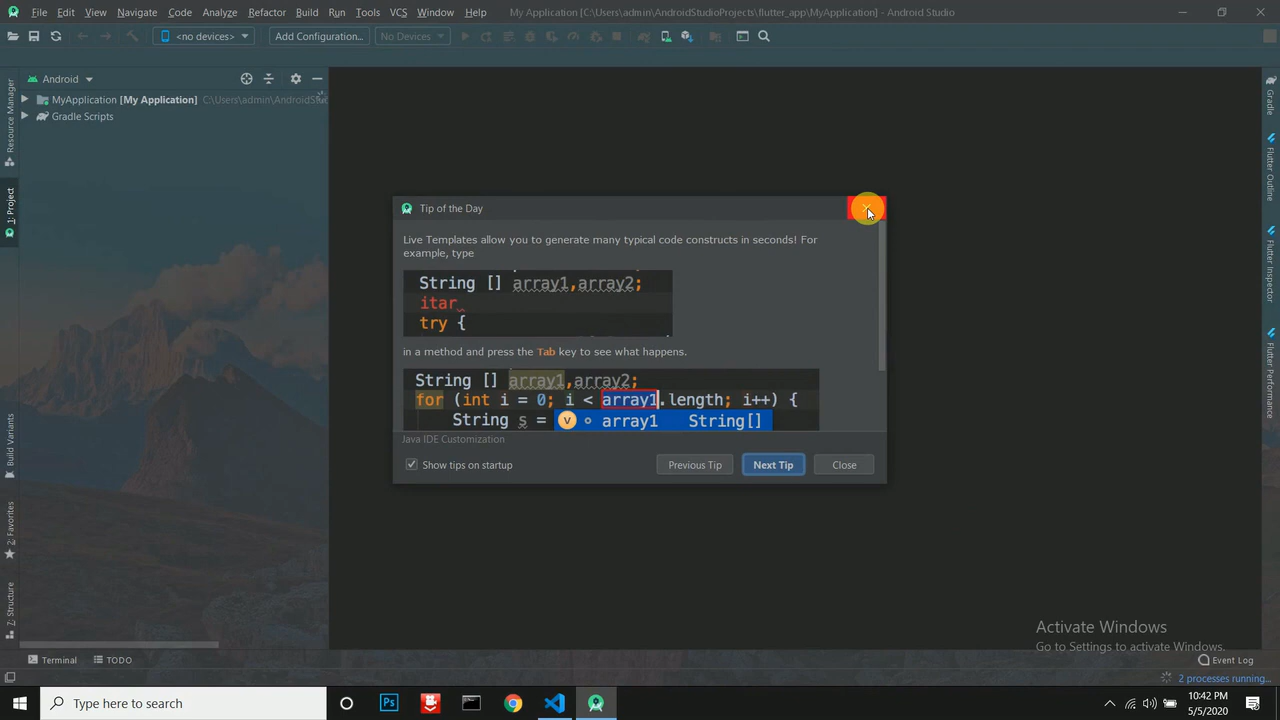 File Edit View Navigate Code Analyze Refactor Build Run Tools VCS Window Help My Application [C:\Users\admin\AndroidStudioProjects\flutter_app\MyApplication] - Android Studio
<no devices> Add Configuration... No Devices
Android
MyApplication [My Application] C:\Users\admin\AndroidStud
Gradle Scripts
Resource Manager
1: Project
Build Variants
2: Favorites
7: Structure
Gradle
Flutter Outline
Flutter Inspector
Flutter Performance
Tip of the Day
Live Templates allow you to generate many typical code constructs in seconds! For
example, type
String [] array1,array2;
itar
try {
in a method and press the Tab key to see what happens.
String [] array1,array2;
for (int i = 0; i < array1.length; i++) {
String s =
v array1 String[]
Java IDE Customization
Show tips on startup Previous Tip Next Tip Close
Activate Windows
Go to Settings to activate Windows.
Terminal TODO Event Log
2 processes running...
Type here to search
Ps
10:42 PM
5/5/2020